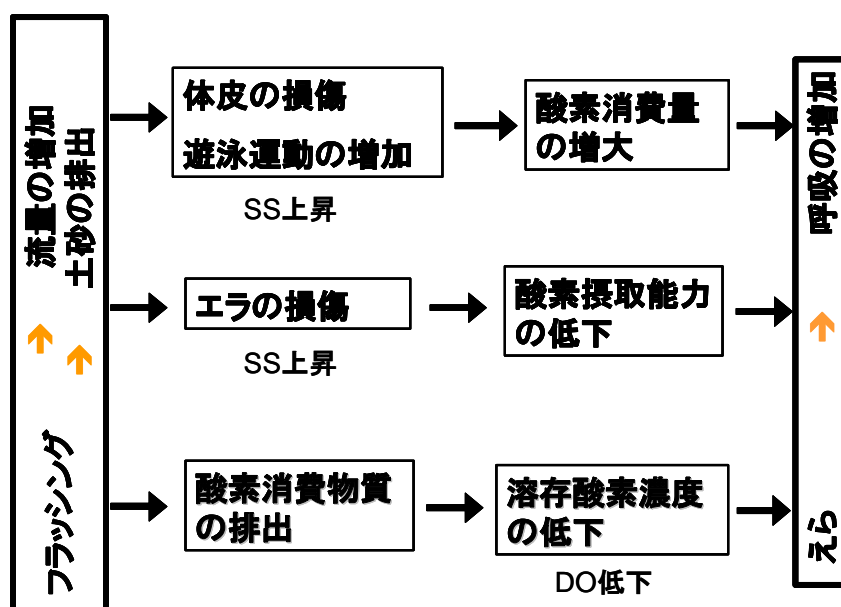 流量の増加
土砂の排出
フラッシング
体皮の損傷
遊泳運動の増加
SS上昇
酸素消費量
の増大
エラの損傷
SS上昇
酸素摂取能力
の低下
酸素消費物質
の排出
溶存酸素濃度
の低下
DO低下
呼吸の増加
えら